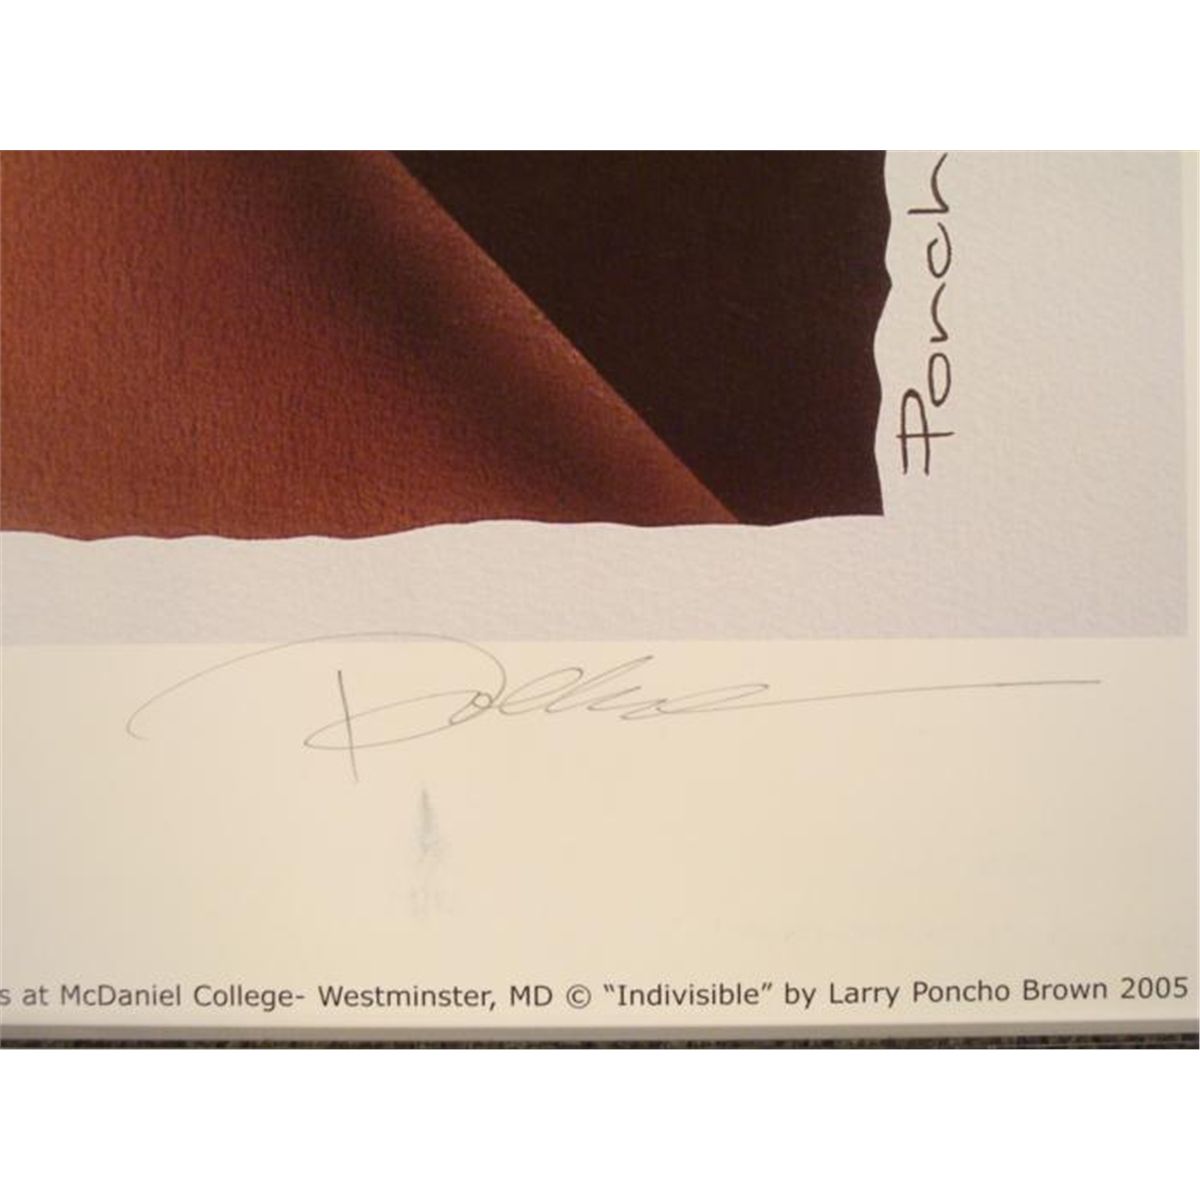 Ponch
s at McDaniel College- Westminster, MD © “Indivisible” by Larry Poncho Brown 2005